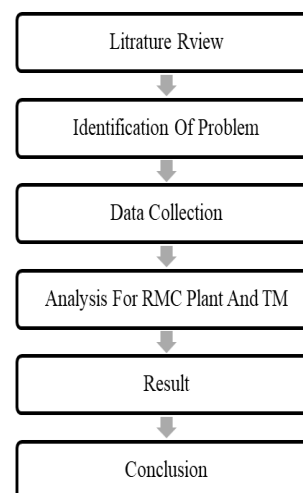 Litrature Rview
Identification Of Problem
Data Collection
Analysis For RMC Plant And TM
Result
Conclusion